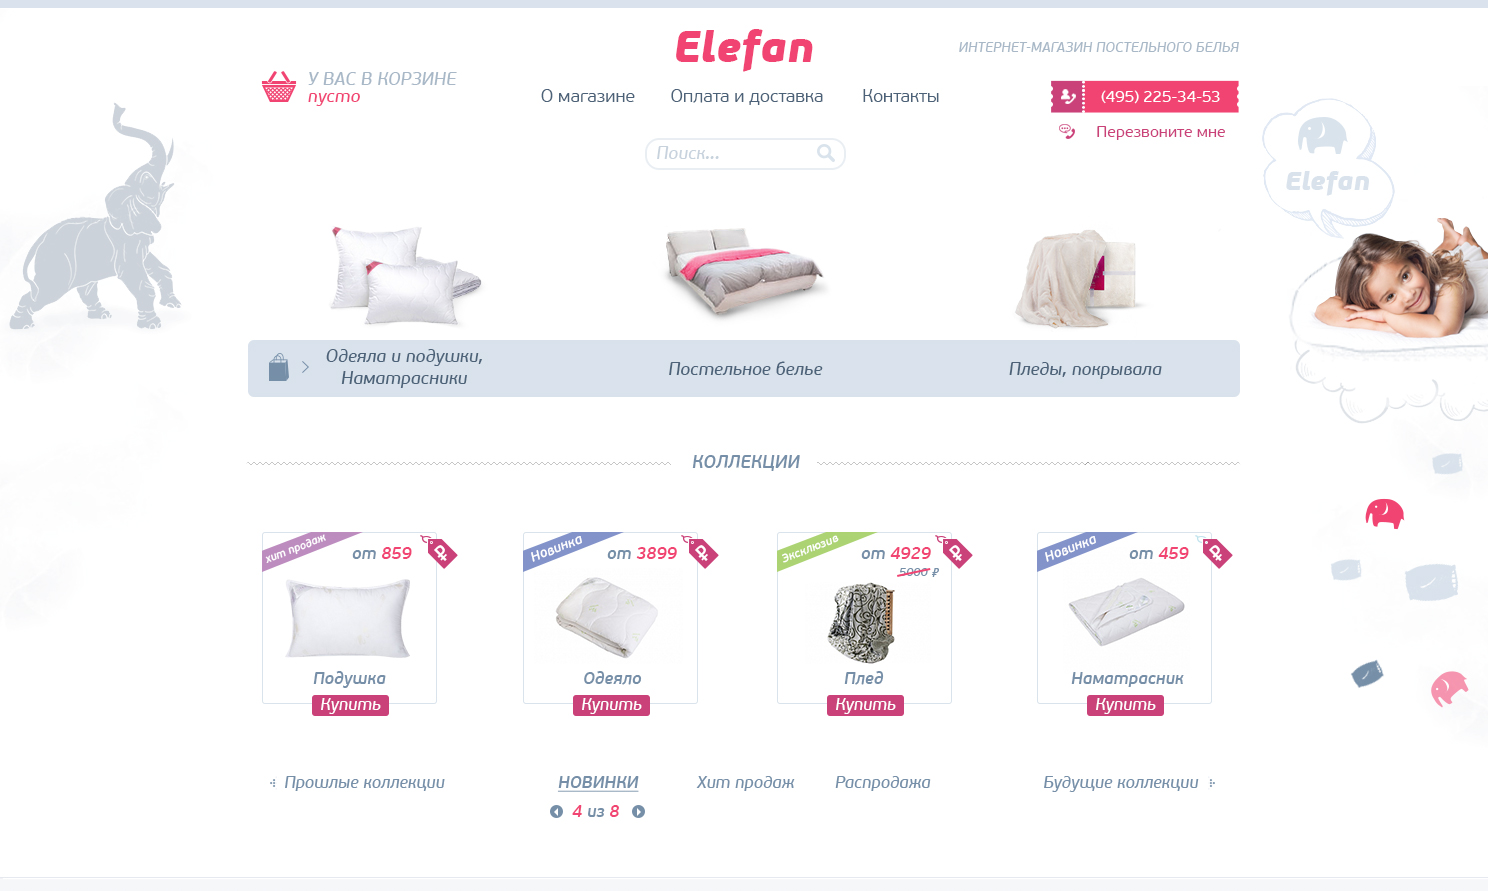 Elefan
ИНТЕРНЕТ-МАГАЗИН ПОСТЕЛЬНОГО БЕЛЬЯ
У ВАС В КОРЗИНЕ
пусто
О магазине
Оплата и доставка
Контакты
(495) 225-34-53
Перезвоните мне
Поиск...
Elefan
Одеяла и подушки,
Наматрасники
Постельное белье
Пледы, покрывала
КОЛЛЕКЦИИ
хит продаж
от 859
₽
Подушка
Купить
Новинка
от 3899
₽
Одеяло
Купить
Эксклюзив
от 4929
₽
5000 ₽
Плед
Купить
Новинка
от 459
₽
Наматрасник
Купить
Прошлые коллекции
НОВИНКИ
Хит продаж
Распродажа
Будущие коллекции
4 из 8